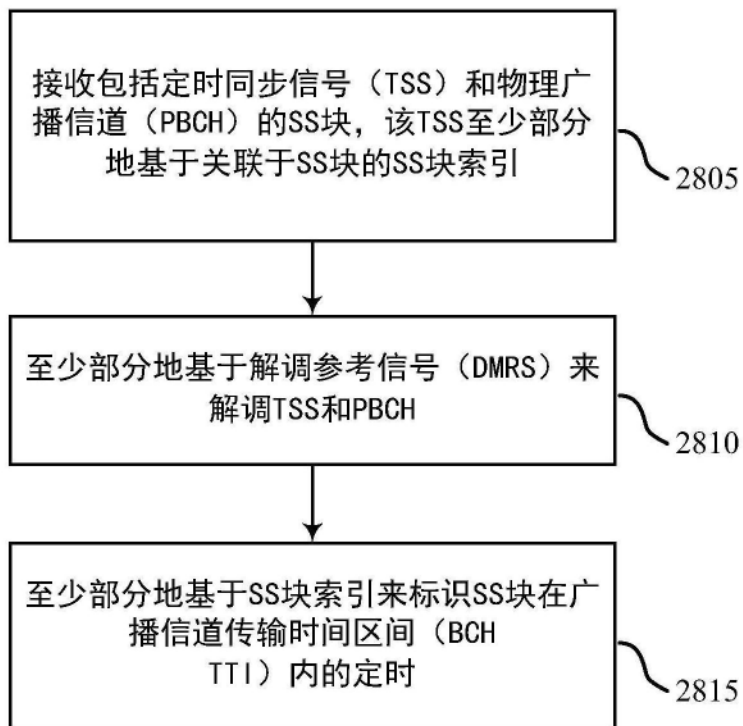 接收包括定时同步信号（TSS）和物理广
播信道（PBCH）的SS块，该TSS至少部分
地基于关联于SS块的SS块索引
2805
至少部分地基于解调参考信号（DMRS）来
解调TSS和PBCH
2810
至少部分地基于SS块索引来标识SS块在广
播信道传输时间区间（BCH
TTI）内的定时
2815